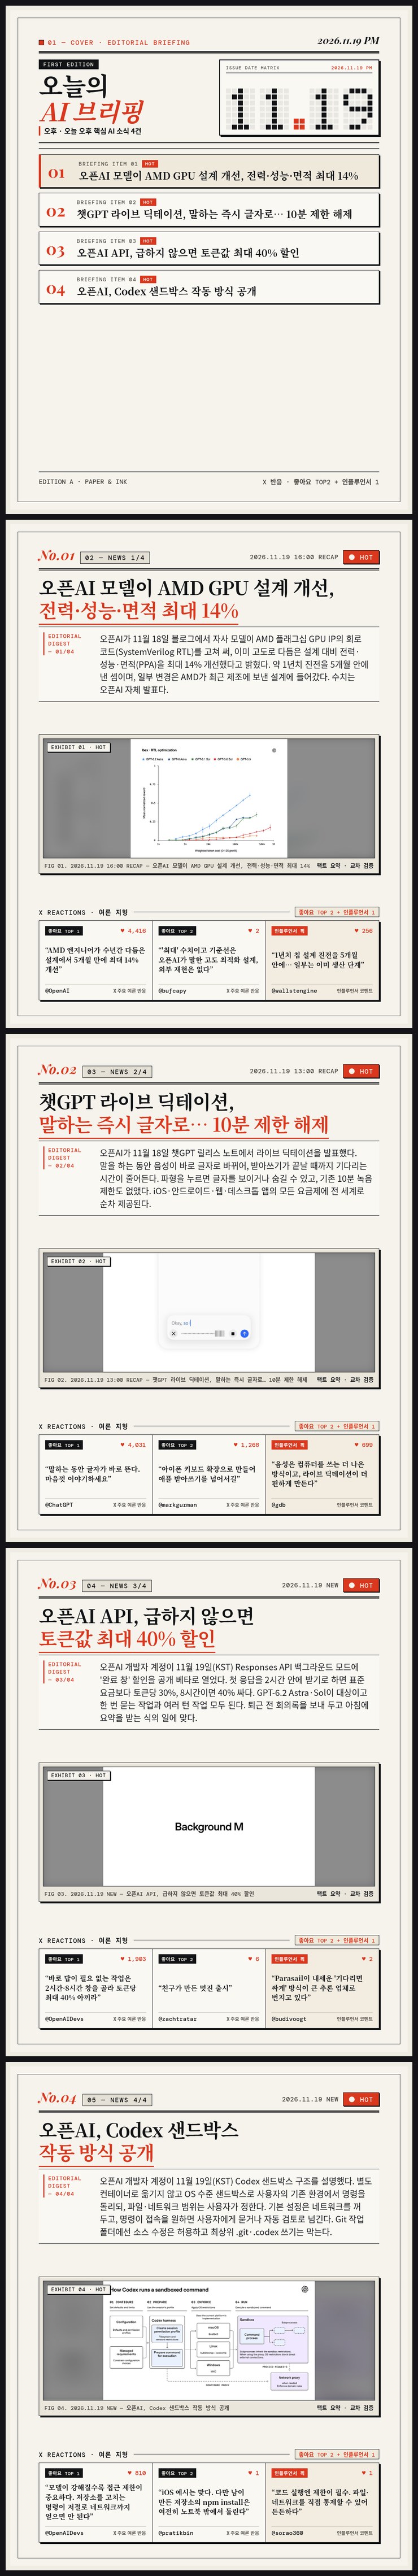 01 — COVER · EDITORIAL BRIEFING
2026.11.19 PM
FIRST EDITION
오늘의
AI 브리핑
오후 · 오늘 오후 핵심 AI 소식 4건
ISSUE DATE MATRIX
2026.11.19 PM
11.19
01
BRIEFING ITEM 01 HOT
오픈AI 모델이 AMD GPU 설계 개선, 전력·성능·면적 최대 14%
02
BRIEFING ITEM 02 HOT
챗GPT 라이브 딕테이션, 말하는 즉시 글자로… 10분 제한 해제
03
BRIEFING ITEM 03 HOT
오픈AI API, 급하지 않으면 토큰값 최대 40% 할인
04
BRIEFING ITEM 04 HOT
오픈AI, Codex 샌드박스 작동 방식 공개
EDITION A · PAPER & INK
X 반응 · 좋아요 TOP2 + 인플루언서 1
No.01
02 — NEWS 1/4
2026.11.19 16:00 RECAP
HOT
오픈AI 모델이 AMD GPU 설계 개선,
전력·성능·면적 최대 14%
EDITORIAL
DIGEST
— 01/04
오픈AI가 11월 18일 블로그에서 자사 모델이 AMD 플래그십 GPU IP의 회로
코드(SystemVerilog RTL)를 고쳐 써, 이미 고도로 다듬은 설계 대비 전력·
성능·면적(PPA)을 최대 14% 개선했다고 밝혔다. 약 1년치 진전을 5개월 안에
낸 셈이며, 일부 변경은 AMD가 최근 제조에 보낸 설계에 들어갔다. 수치는
오픈AI 자체 발표다.
EXHIBIT 01 · HOT
FIG 01. 2026.11.19 16:00 RECAP — 오픈AI 모델이 AMD GPU 설계 개선, 전력·성능·면적 최대 14%
팩트 요약 · 교차 검증
X REACTIONS · 여론 지형
좋아요 TOP 2 + 인플루언서 1
좋아요 TOP 1
♥ 4,416
“AMD 엔지니어가 수년간 다듬은
설계에서 5개월 만에 최대 14%
개선”
@OpenAI
X 주요 여론 반응
좋아요 TOP 2
♥ 2
“‘최대’ 수치이고 기준선은
오픈AI가 말한 고도 최적화 설계,
외부 재현은 없다”
@bufcapy
X 주요 여론 반응
인플루언서 픽
♥ 258
“1년치 칩 설계 진전을 5개월
만에… 일부는 이미 생산 단계”
@wallstengine
인플루언서 코멘트
No.02
03 — NEWS 2/4
2026.11.19 13:00 RECAP
HOT
챗GPT 라이브 딕테이션,
말하는 즉시 글자로… 10분 제한 해제
EDITORIAL
DIGEST
— 02/04
오픈AI가 11월 18일 챗GPT 릴리스 노트에서 라이브 딕테이션을 발표했다.
말을 하는 동안 음성이 바로 글자로 바뀌어, 받아쓰기가 끝날 때까지 기다리는
시간이 줄어든다. 파형을 누르면 글자를 보이거나 숨길 수 있고, 기존 10분 녹음
제한도 없앴다. iOS·안드로이드·웹·데스크톱 앱의 모든 요금제에 전 세계로
순차 제공된다.
EXHIBIT 02 · HOT
FIG 02. 2026.11.19 13:00 RECAP — 챗GPT 라이브 딕테이션, 말하는 즉시 글자로… 10분 제한 해제
팩트 요약 · 교차 검증
X REACTIONS · 여론 지형
좋아요 TOP 2 + 인플루언서 1
좋아요 TOP 1
♥ 4,031
“말하는 동안 글자가 바로 뜬다.
마음껏 이야기하세요”
@ChatGPT
X 주요 여론 반응
좋아요 TOP 2
♥ 1,268
“아이폰 키보드 확장으로 만들어
애플 받아쓰기를 넘어서길”
@markgurman
X 주요 여론 반응
인플루언서 픽
♥ 699
“음성은 컴퓨터를 쓰는 더 나은
방식이고, 라이브 딕테이션이 더
편하게 만든다”
@gdb
인플루언서 코멘트
No.03
04 — NEWS 3/4
2026.11.19 NEW
HOT
오픈AI API, 급하지 않으면
토큰값 최대 40% 할인
EDITORIAL
DIGEST
— 03/04
오픈AI 개발자 계정이 11월 19일(KST) Responses API 백그라운드 모드에
‘완료 창’ 할인을 공개 베타로 열었다. 첫 응답을 2시간 안에 받기로 하면 표준
요금보다 토큰당 30%, 8시간이면 40% 싸다. GPT-6.2 Astra·Sol이 대상이고
한 번 묻는 작업과 여러 턴 작업 모두 된다. 퇴근 전 회의록을 보내 두고 아침에
요약을 받는 식의 일에 맞다.
EXHIBIT 03 · HOT
Background M
FIG 03. 2026.11.19 NEW — 오픈AI API, 급하지 않으면 토큰값 최대 40% 할인
팩트 요약 · 교차 검증
X REACTIONS · 여론 지형
좋아요 TOP 2 + 인플루언서 1
좋아요 TOP 1
♥ 1,903
“바로 답이 필요 없는 작업은
2시간·8시간 창을 골라 토큰당
최대 40% 아끼라”
@OpenAIDevs
X 주요 여론 반응
좋아요 TOP 2
♥ 6
“친구가 만든 멋진 출시”
@zachtratar
X 주요 여론 반응
인플루언서 픽
♥ 2
“Parasail이 내세운 ‘기다리면
싸게’ 방식이 큰 추론 업체로
번지고 있다”
@budivoogt
인플루언서 코멘트
No.04
05 — NEWS 4/4
2026.11.19 NEW
HOT
오픈AI, Codex 샌드박스
작동 방식 공개
EDITORIAL
DIGEST
— 04/04
오픈AI 개발자 계정이 11월 19일(KST) Codex 샌드박스 구조를 설명했다. 별도
컨테이너로 옮기지 않고 OS 수준 샌드박스로 사용자의 기존 환경에서 명령을
돌리되, 파일·네트워크 범위는 사용자가 정한다. 기본 설정은 네트워크를 꺼
두고, 명령이 접속을 원하면 사용자에게 묻거나 자동 검토로 넘긴다. Git 작업
폴더에선 소스 수정은 허용하고 최상위 .git·.codex 쓰기는 막는다.
EXHIBIT 04 · HOT
How Codex runs a sandboxed command
FIG 04. 2026.11.19 NEW — 오픈AI, Codex 샌드박스 작동 방식 공개
팩트 요약 · 교차 검증
X REACTIONS · 여론 지형
좋아요 TOP 2 + 인플루언서 1
좋아요 TOP 1
♥ 810
“모델이 강해질수록 접근 제한이
중요하다. 저장소를 고치는
명령이 저절로 네트워크까지
얻으면 안 된다”
@OpenAIDevs
X 주요 여론 반응
좋아요 TOP 2
♥ 1
“iOS 예시는 맞다. 다만 남이
만든 저장소의 npm install은
여전히 노트북 밖에서 돌린다”
@pratikbin
X 주요 여론 반응
인플루언서 픽
♥ 1
“코드 실행엔 제한이 필수. 파일·
네트워크를 직접 통제할 수 있어
든든하다”
@sorao360
인플루언서 코멘트